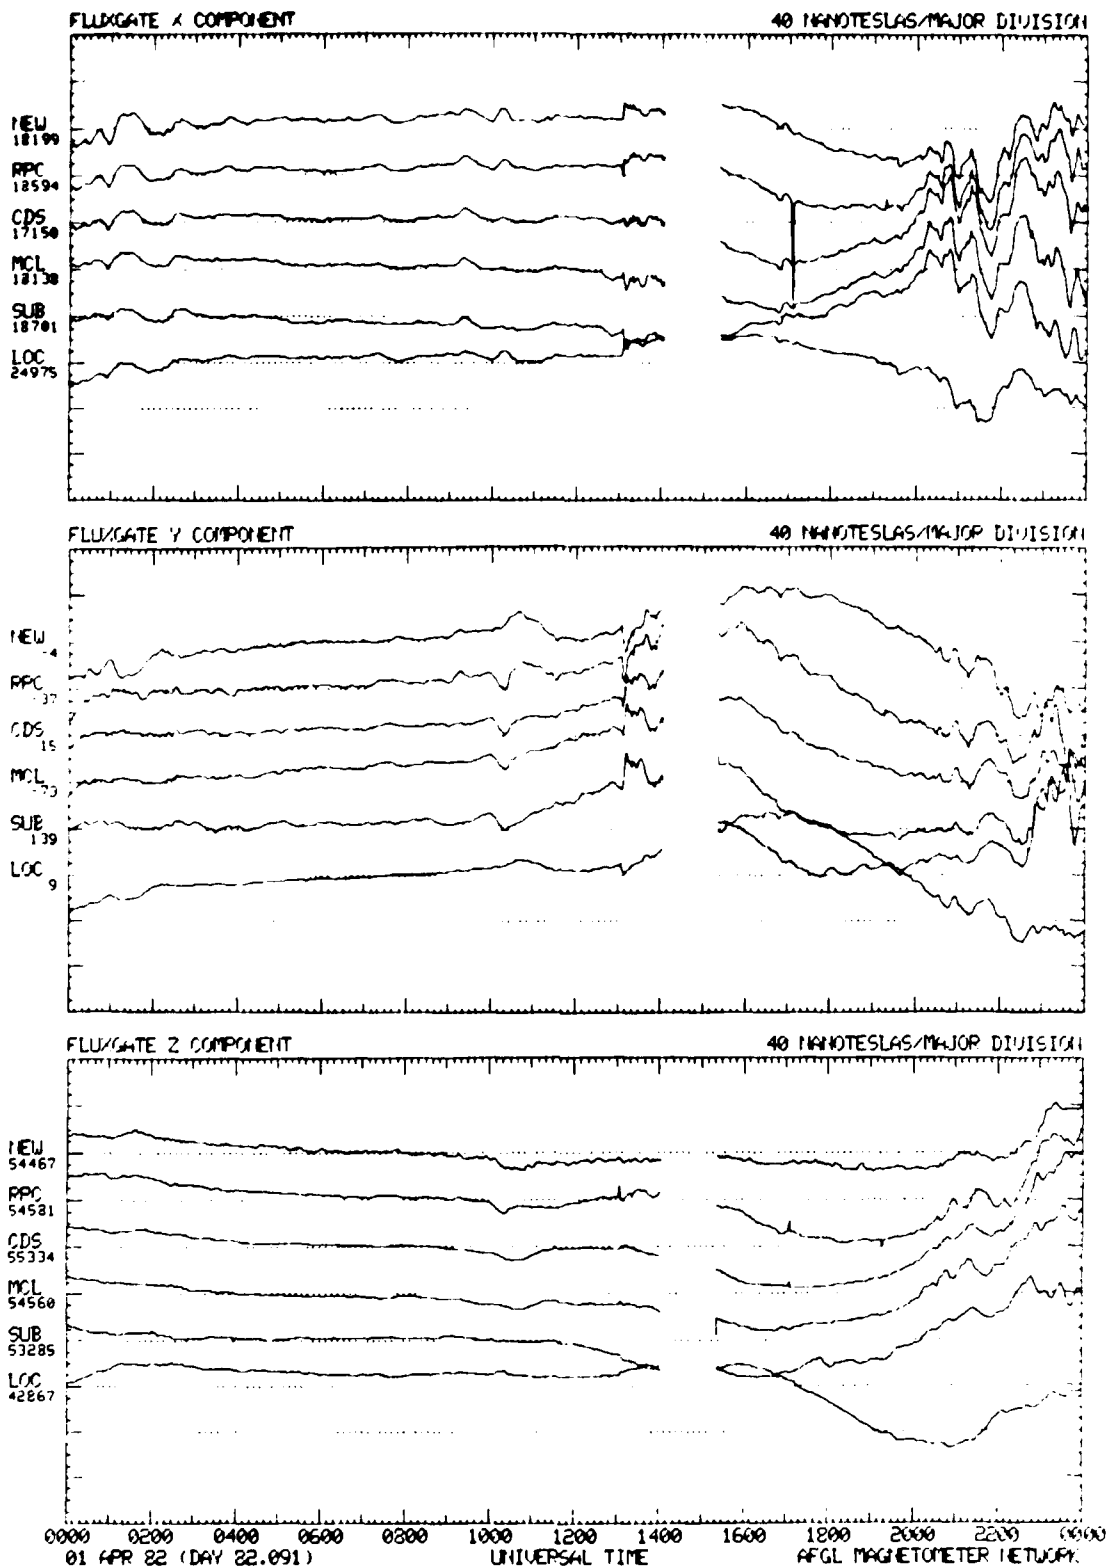 FLUXGATE X COMPONENT 40 NANOTESLAS/MAJOR DIVISION
NEW
18199
RPC
18594
CDS
17150
MCL
18138
SUB
18701
LOC
24975
FLUXGATE Y COMPONENT 40 NANOTESLAS/MAJOR DIVISION
NEW
-4
RPC
-37
CDS
15
MCL
-73
SUB
139
LOC
9
FLUXGATE Z COMPONENT 40 NANOTESLAS/MAJOR DIVISION
NEW
54467
RPC
54581
CDS
55334
MCL
54560
SUB
53285
LOC
42867
0000 0200 0400 0600 0800 1000 1200 1400 1600 1800 2000 2200 0000
01 APR 82 (DAY 82.091) UNIVERSAL TIME AFGL MAGNETOMETER NETWORK